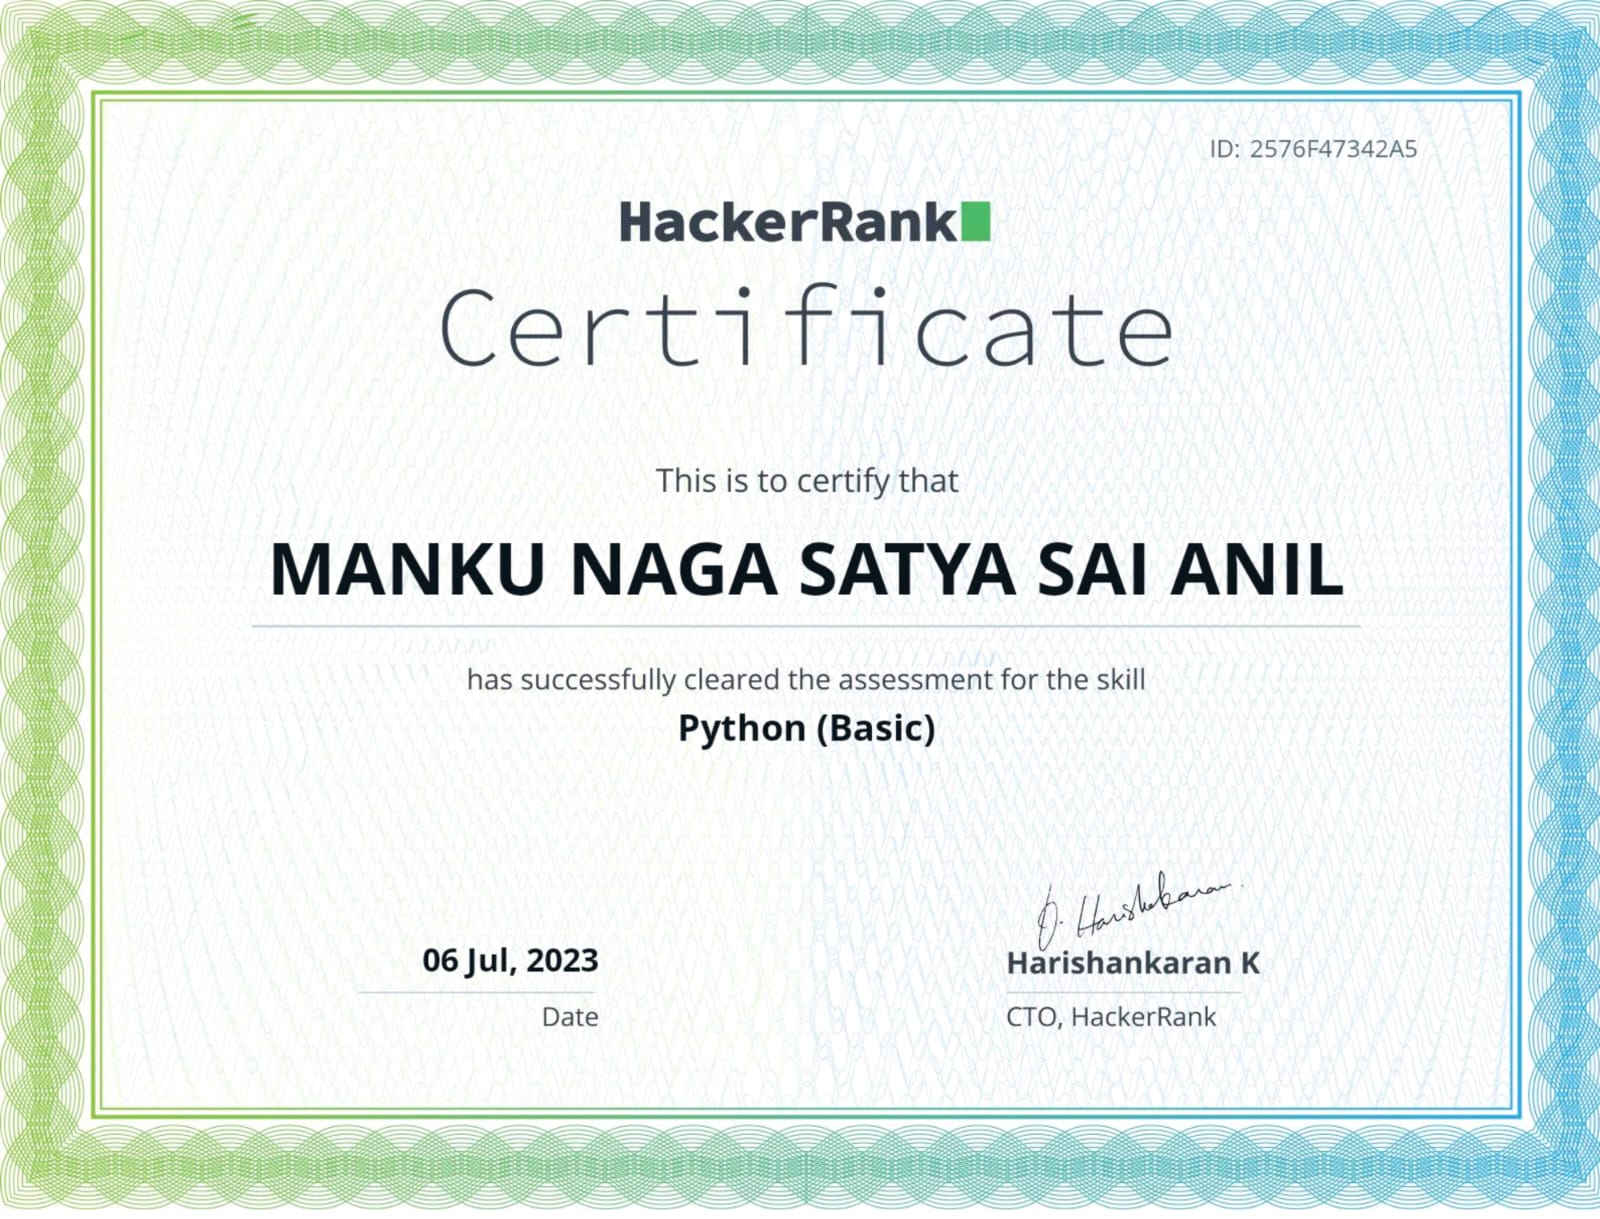 ID: 2576F47342A5
HackerRank
Certificate
This is to certify that
MANKU NAGA SATYA SAI ANIL
has successfully cleared the assessment for the skill
Python (Basic)
D. Harishankaran
06 Jul, 2023
Harishankaran K
Date
CTO, HackerRank